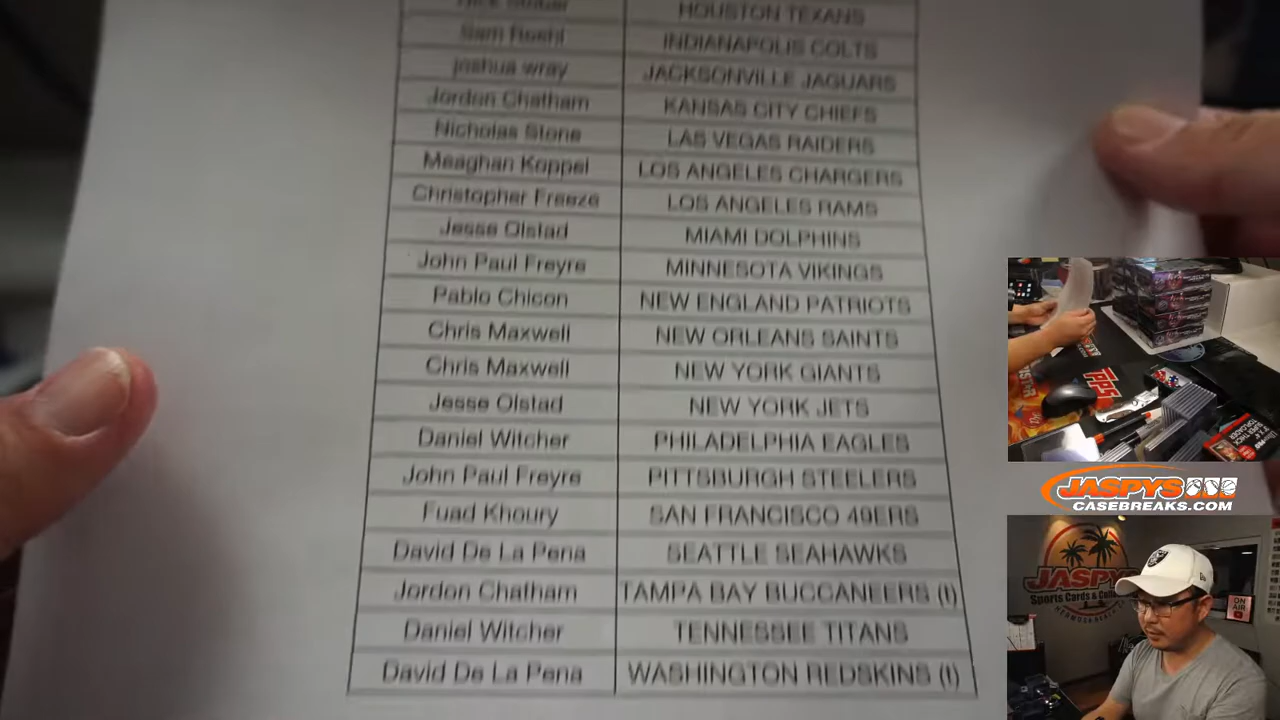 HOUSTON TEXANS
INDIANAPOLIS COLTS
joshua wray JACKSONVILLE JAGUARS
Jordon Chatham KANSAS CITY CHIEFS
Nicholas Stone LAS VEGAS RAIDERS
Meaghan Koppel LOS ANGELES CHARGERS
Christopher Freeze LOS ANGELES RAMS
Jesse Olstad MIAMI DOLPHINS
John Paul Freyre MINNESOTA VIKINGS
Pablo Chicon NEW ENGLAND PATRIOTS
Chris Maxwell NEW ORLEANS SAINTS
Chris Maxwell NEW YORK GIANTS
Jesse Olstad NEW YORK JETS
Daniel Witcher PHILADELPHIA EAGLES
John Paul Freyre PITTSBURGH STEELERS
Fuad Khoury SAN FRANCISCO 49ERS
David De La Pena SEATTLE SEAHAWKS
Jordon Chatham TAMPA BAY BUCCANEERS (t)
Daniel Witcher TENNESSEE TITANS
David De La Pena WASHINGTON REDSKINS (t)
TOPPS
JASPYS
CASEBREAKS.COM
JASPYS
Sports Cards &
ON
AIR